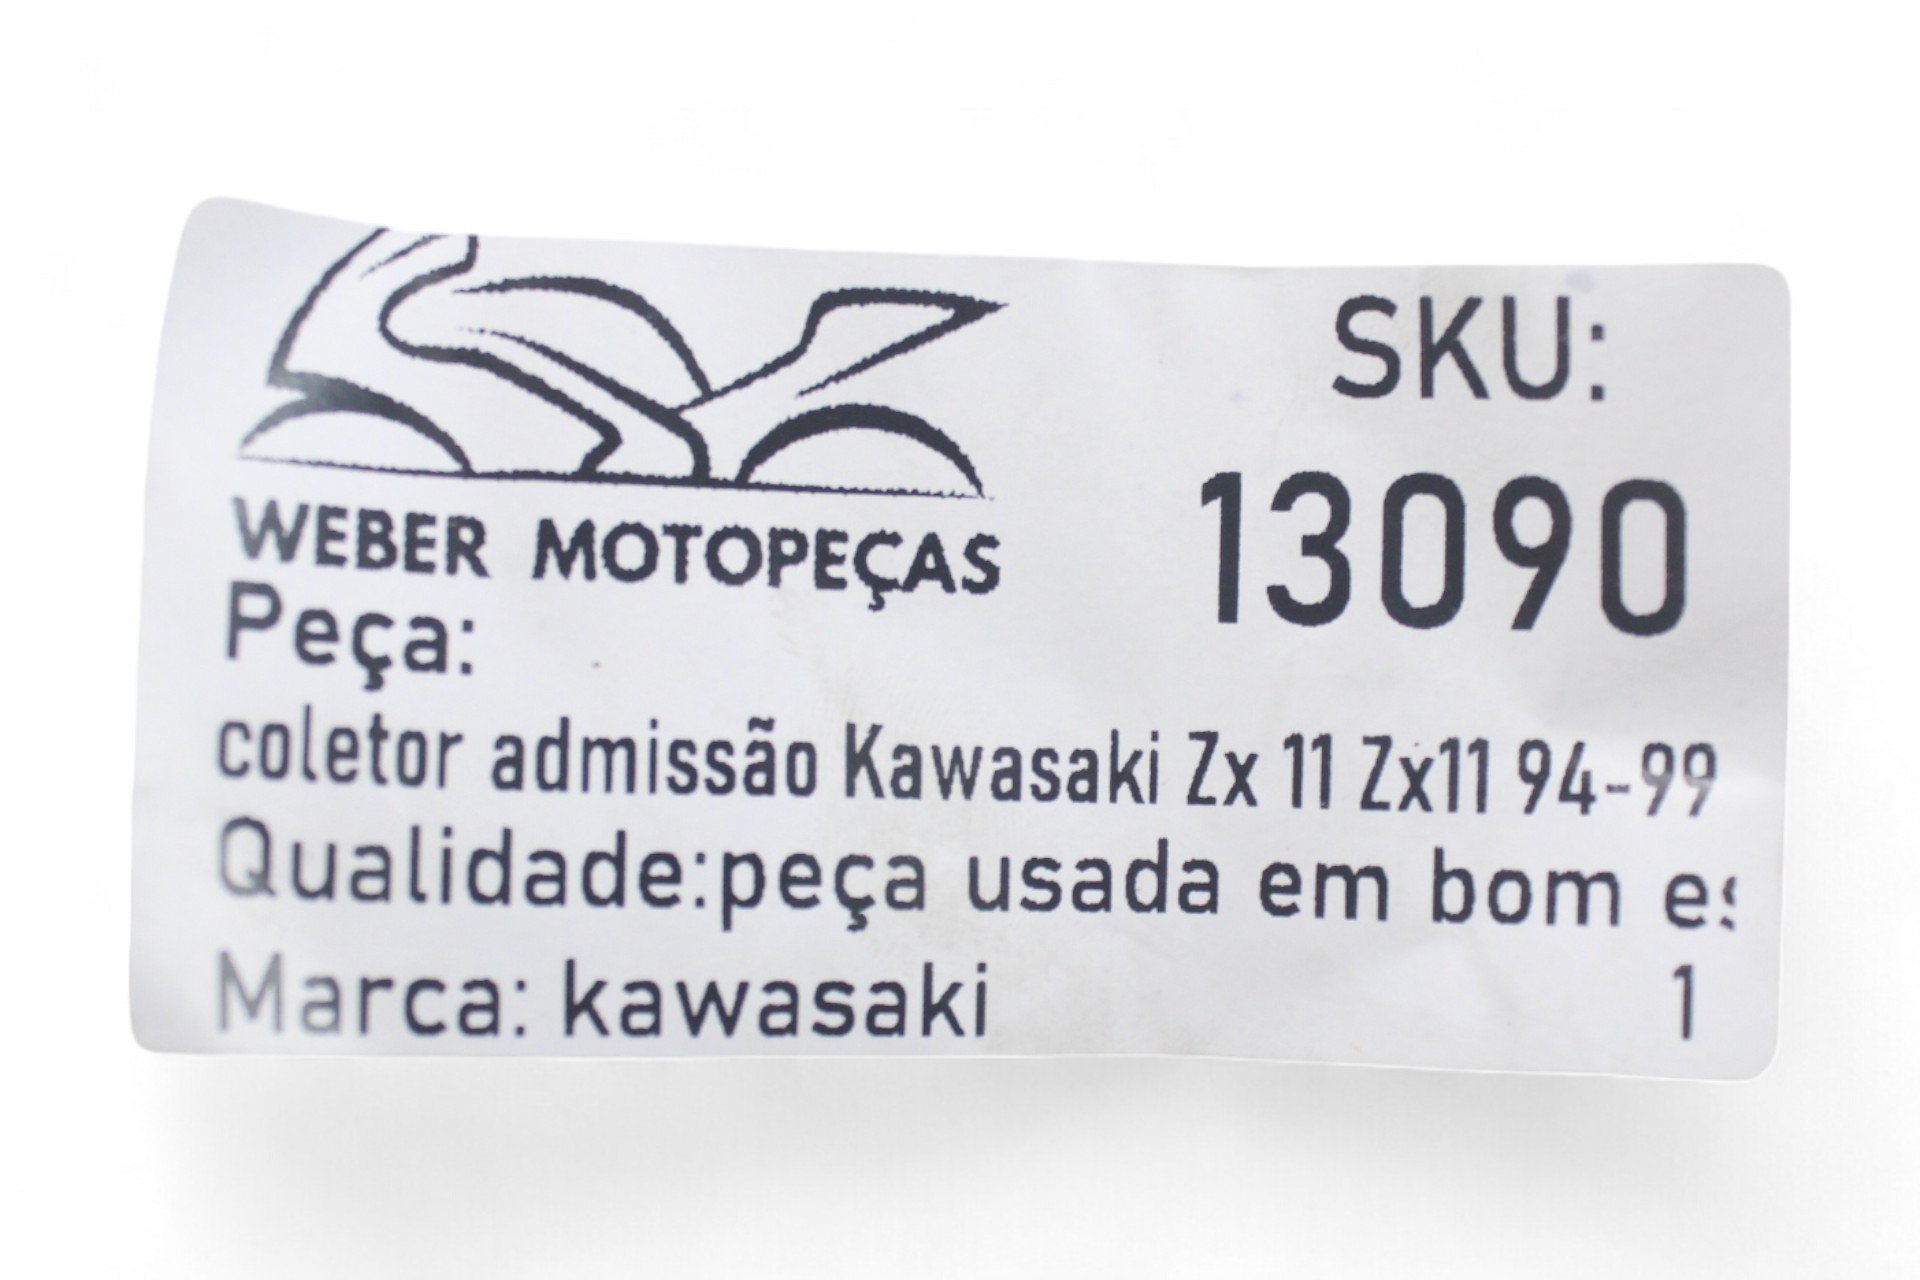 WEBER MOTOPEÇAS
SKU:
13090
Peça:
coletor admissão Kawasaki Zx 11 Zx11 94-99
Qualidade:peça usada em bom es
Marca: kawasaki
1